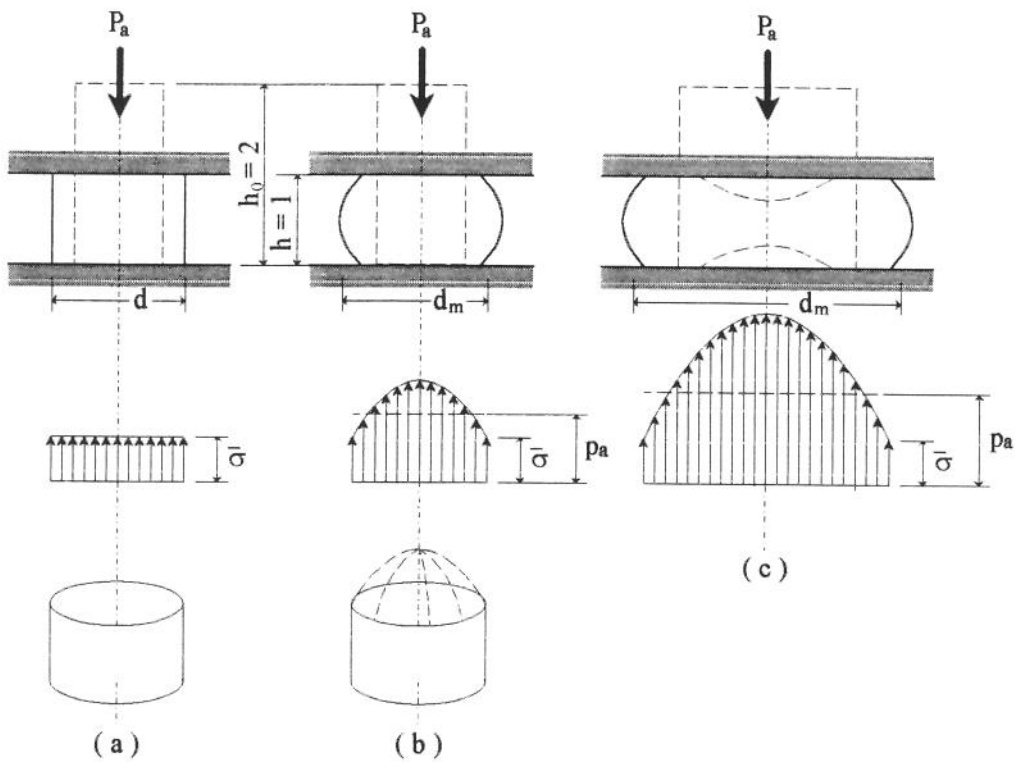 Pₐ
Pₐ
Pₐ
h₀ = 2
h = 1
d
dₘ
dₘ
σ̄
σ̄
pₐ
σ̄
pₐ
( c )
( a )
( b )